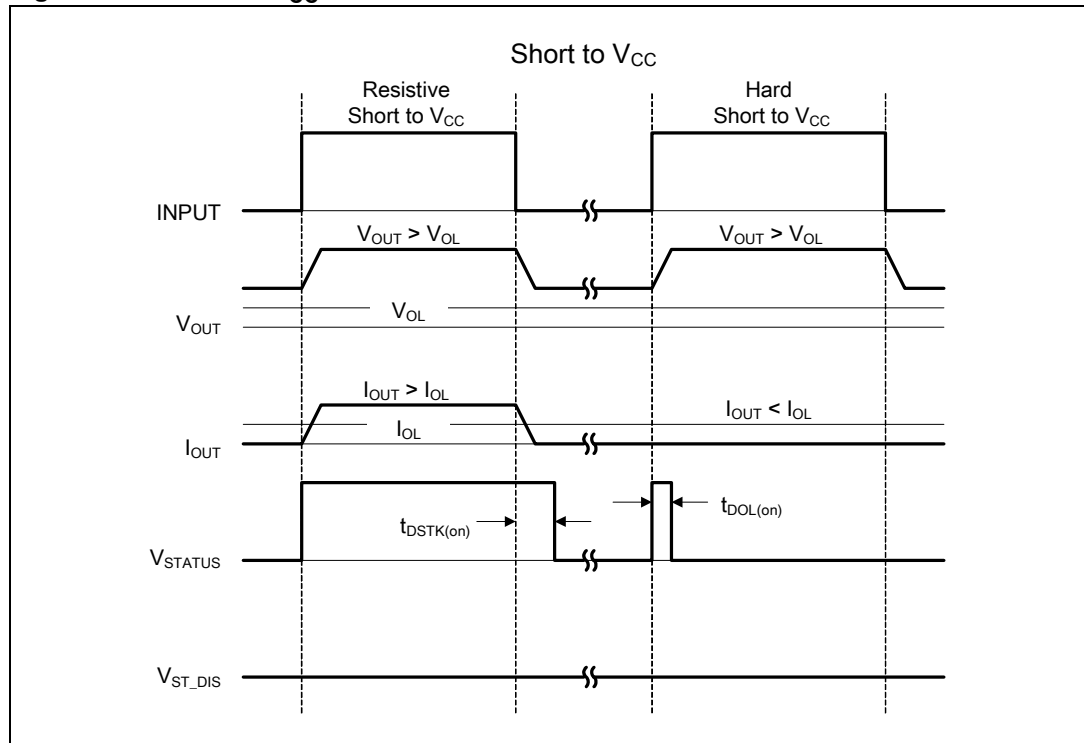 Short to VCC
Resistive
Short to VCC
Hard
Short to VCC
INPUT
VOUT > VOL
VOUT > VOL
VOL
VOUT
IOUT > IOL
IOUT < IOL
IOL
IOUT
tDSTK(on)
tDOL(on)
VSTATUS
VST_DIS